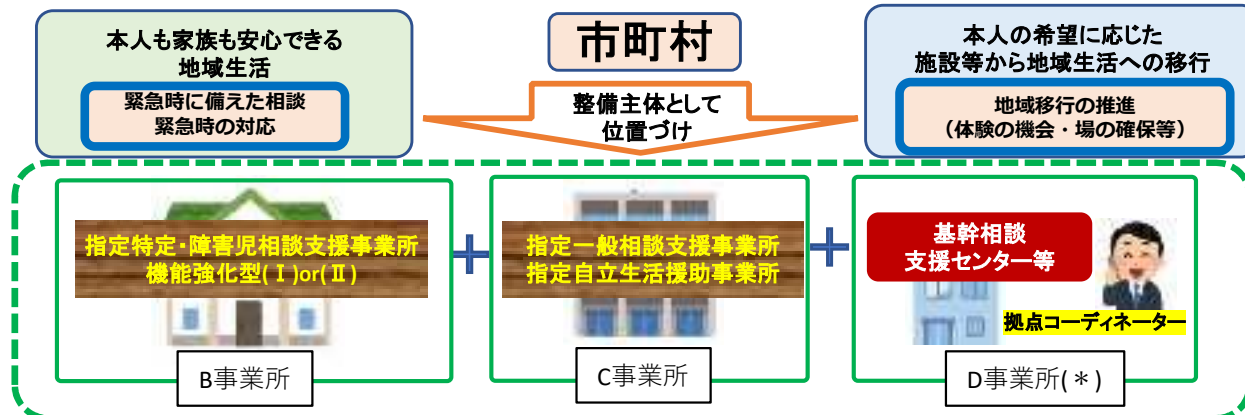 本人も家族も安心できる
地域生活
緊急時に備えた相談
緊急時の対応
市町村
整備主体として
位置づけ
本人の希望に応じた
施設等から地域生活への移行
地域移行の推進
（体験の機会・場の確保等）
指定特定・障害児相談支援事業所
機能強化型(Ⅰ)or(Ⅱ)
B事業所
+
指定一般相談支援事業所
指定自立生活援助事業所
C事業所
+
基幹相談
支援センター等
拠点コーディネーター
D事業所(＊)